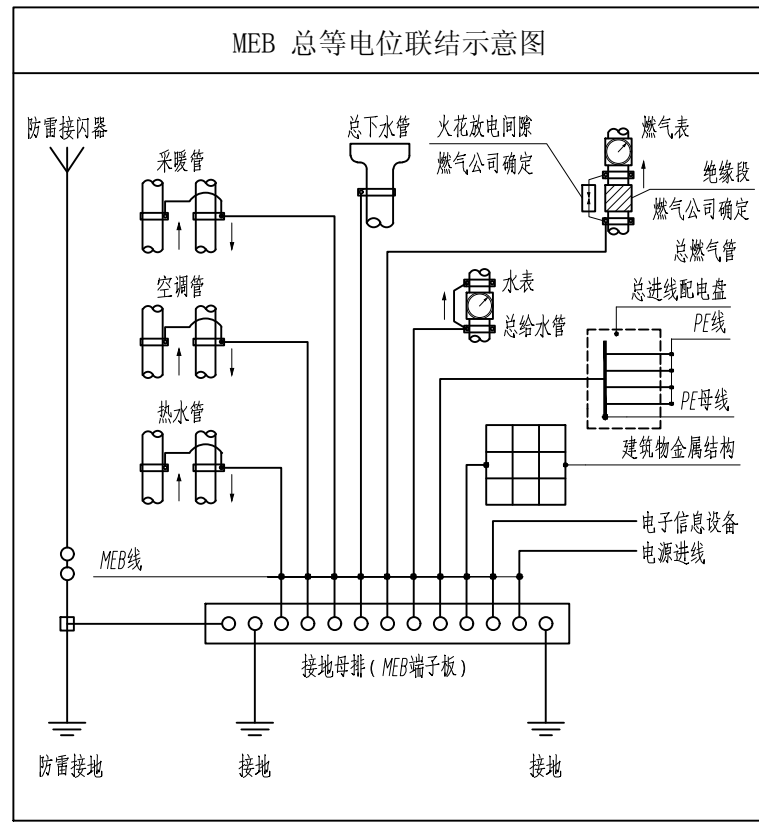 MEB 总等电位联结示意图
防雷接闪器
采暖管
总下水管
火花放电间隙
燃气公司确定
燃气表
绝缘段
燃气公司确定
总燃气管
空调管
水表
总给水管
总进线配电盘
PE线
PE母线
热水管
建筑物金属结构
电子信息设备
电源进线
MEB线
接地母排(MEB端子板)
防雷接地
接地
接地